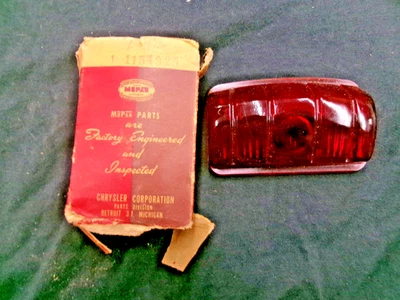 MOPAR
MOPAR PARTS
are
Factory Engineered
and
Inspected
CHRYSLER CORPORATION
PARTS DIVISION
DETROIT 31 MICHIGAN